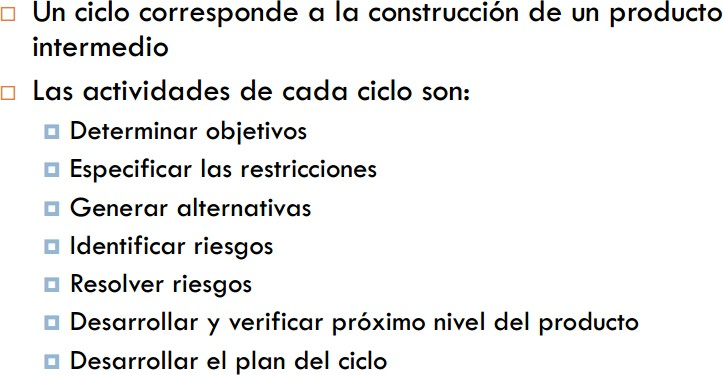 Un ciclo corresponde a la construcción de un producto
intermedio
Las actividades de cada ciclo son:
Determinar objetivos
Especificar las restricciones
Generar alternativas
Identificar riesgos
Resolver riesgos
Desarrollar y verificar próximo nivel del producto
Desarrollar el plan del ciclo